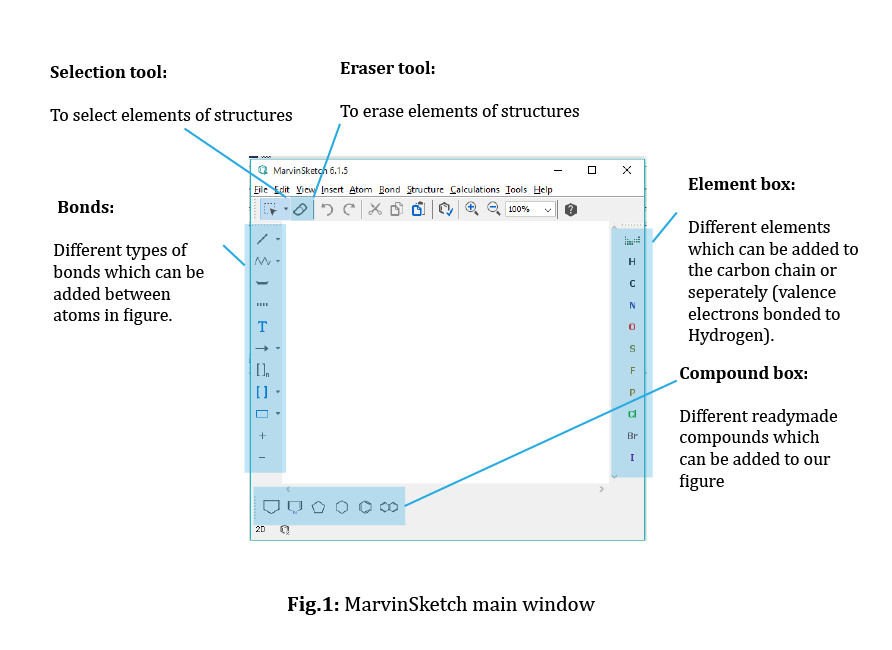 Selection tool:
To select elements of structures
Eraser tool:
To erase elements of structures
Bonds:
Different types of
bonds which can be
added between
atoms in figure.
MarvinSketch 6.1.5
File Edit View Insert Atom Bond Structure Calculations Tools Help
100%
T
[ ]n
[ ]
+
−
H
C
N
O
S
F
P
Cl
Br
I
2D
Element box:
Different elements
which can be added to
the carbon chain or
seperately (valence
electrons bonded to
Hydrogen).
Compound box:
Different readymade
compounds which
can be added to our
figure
Fig.1: MarvinSketch main window